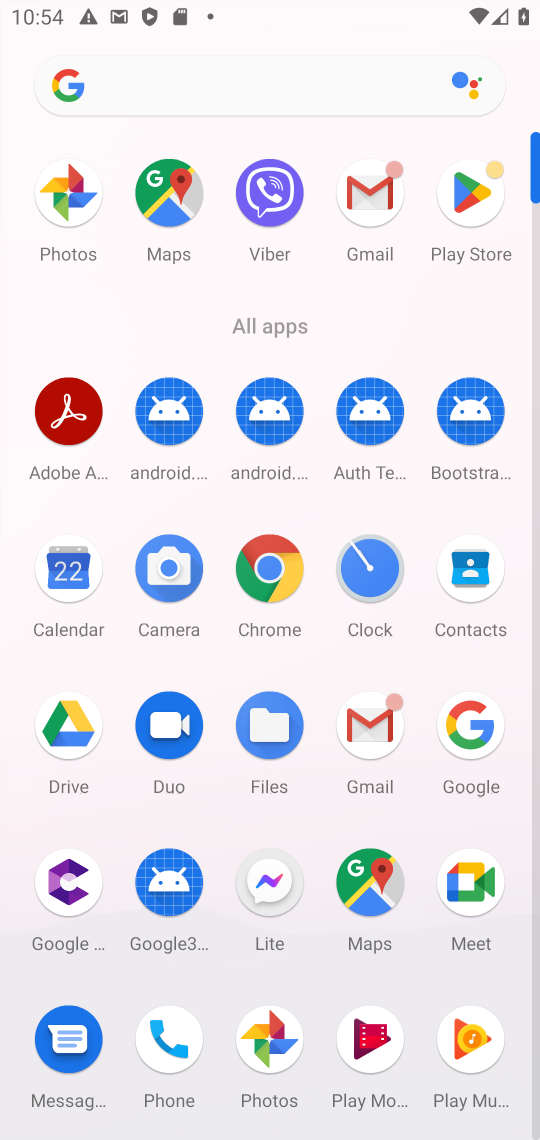 10:54
Photos Maps Viber Gmail Play Store
All apps
Adobe A... android.... android.... Auth Te... Bootstra...
22
Calendar Camera Chrome Clock Contacts
Drive Duo Files Gmail Google
Google ... Google3... Lite Maps Meet
Messag... Phone Photos Play Mo... Play Mu...